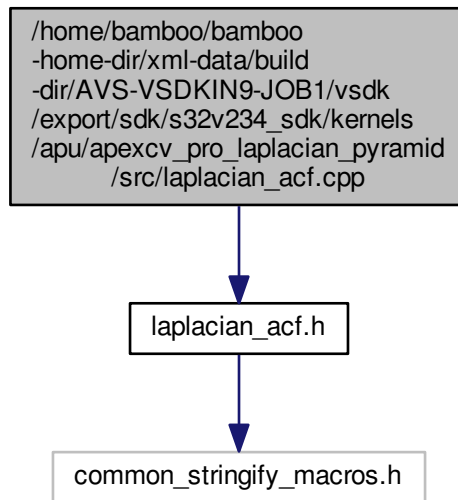 /home/bamboo/bamboo
-home-dir/xml-data/build
-dir/AVS-VSDKIN9-JOB1/vsdk
/export/sdk/s32v234_sdk/kernels
/apu/apexcv_pro_laplacian_pyramid
/src/laplacian_acf.cpp
laplacian_acf.h
common_stringify_macros.h